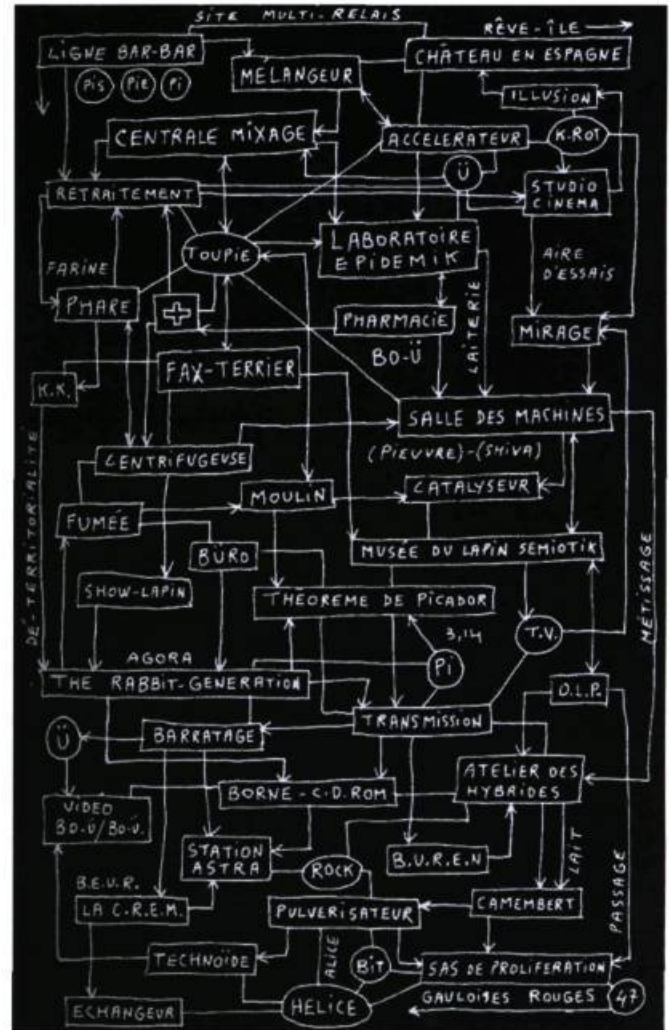 SITE MULTI-RELAIS
RÊVE-ÎLE
LIGNE BAR-BAR
CHÂTEAU EN ESPAGNE
Pis Pie Pi
MÉLANGEUR
ILLUSION
CENTRALE MIXAGE
ACCELERATEUR
K.ROT
Ü
RETRAITEMENT
STUDIO
CINEMA
TOUPIE
LABORATOIRE
EPIDEMIK
AIRE
D'ESSAIS
FARINE
PHARE
PHARMACIE
LAITERIE
MIRAGE
BO-Ü
FAX-TERRIER
K.K.
SALLE DES MACHINES
(PIEUVRE)-(SHIVA)
CENTRIFUGEUSE
CATALYSEUR
MOULIN
FUMÉE
DÉ-TERRITORIALITÉ
MÉTISSAGE
BÜRO
MUSÉE DU LAPIN SEMIOTIK
SHOW-LAPIN
THÉOREME DE PICADOR
3,14
T.V.
AGORA
Pi
THE RABBIT-GENERATION
O.L.P.
TRANSMISSION
Ü
BARRATAGE
ATELIER DES
HYBRIDES
BORNE-C.D.ROM
VIDEO
BO-Ü/BO-Ü.
STATION
ASTRA
ROCK
B.U.R.E.N
LAIT
PASSAGE
B.E.U.R.
LA C.R.E.M.
PULVERISATEUR
CAMEMBERT
TECHNOÏDE
ALICE
BIT
SAS DE PROLIFERATION
GAULOISES ROUGES
47
ECHANGEUR
HELICE